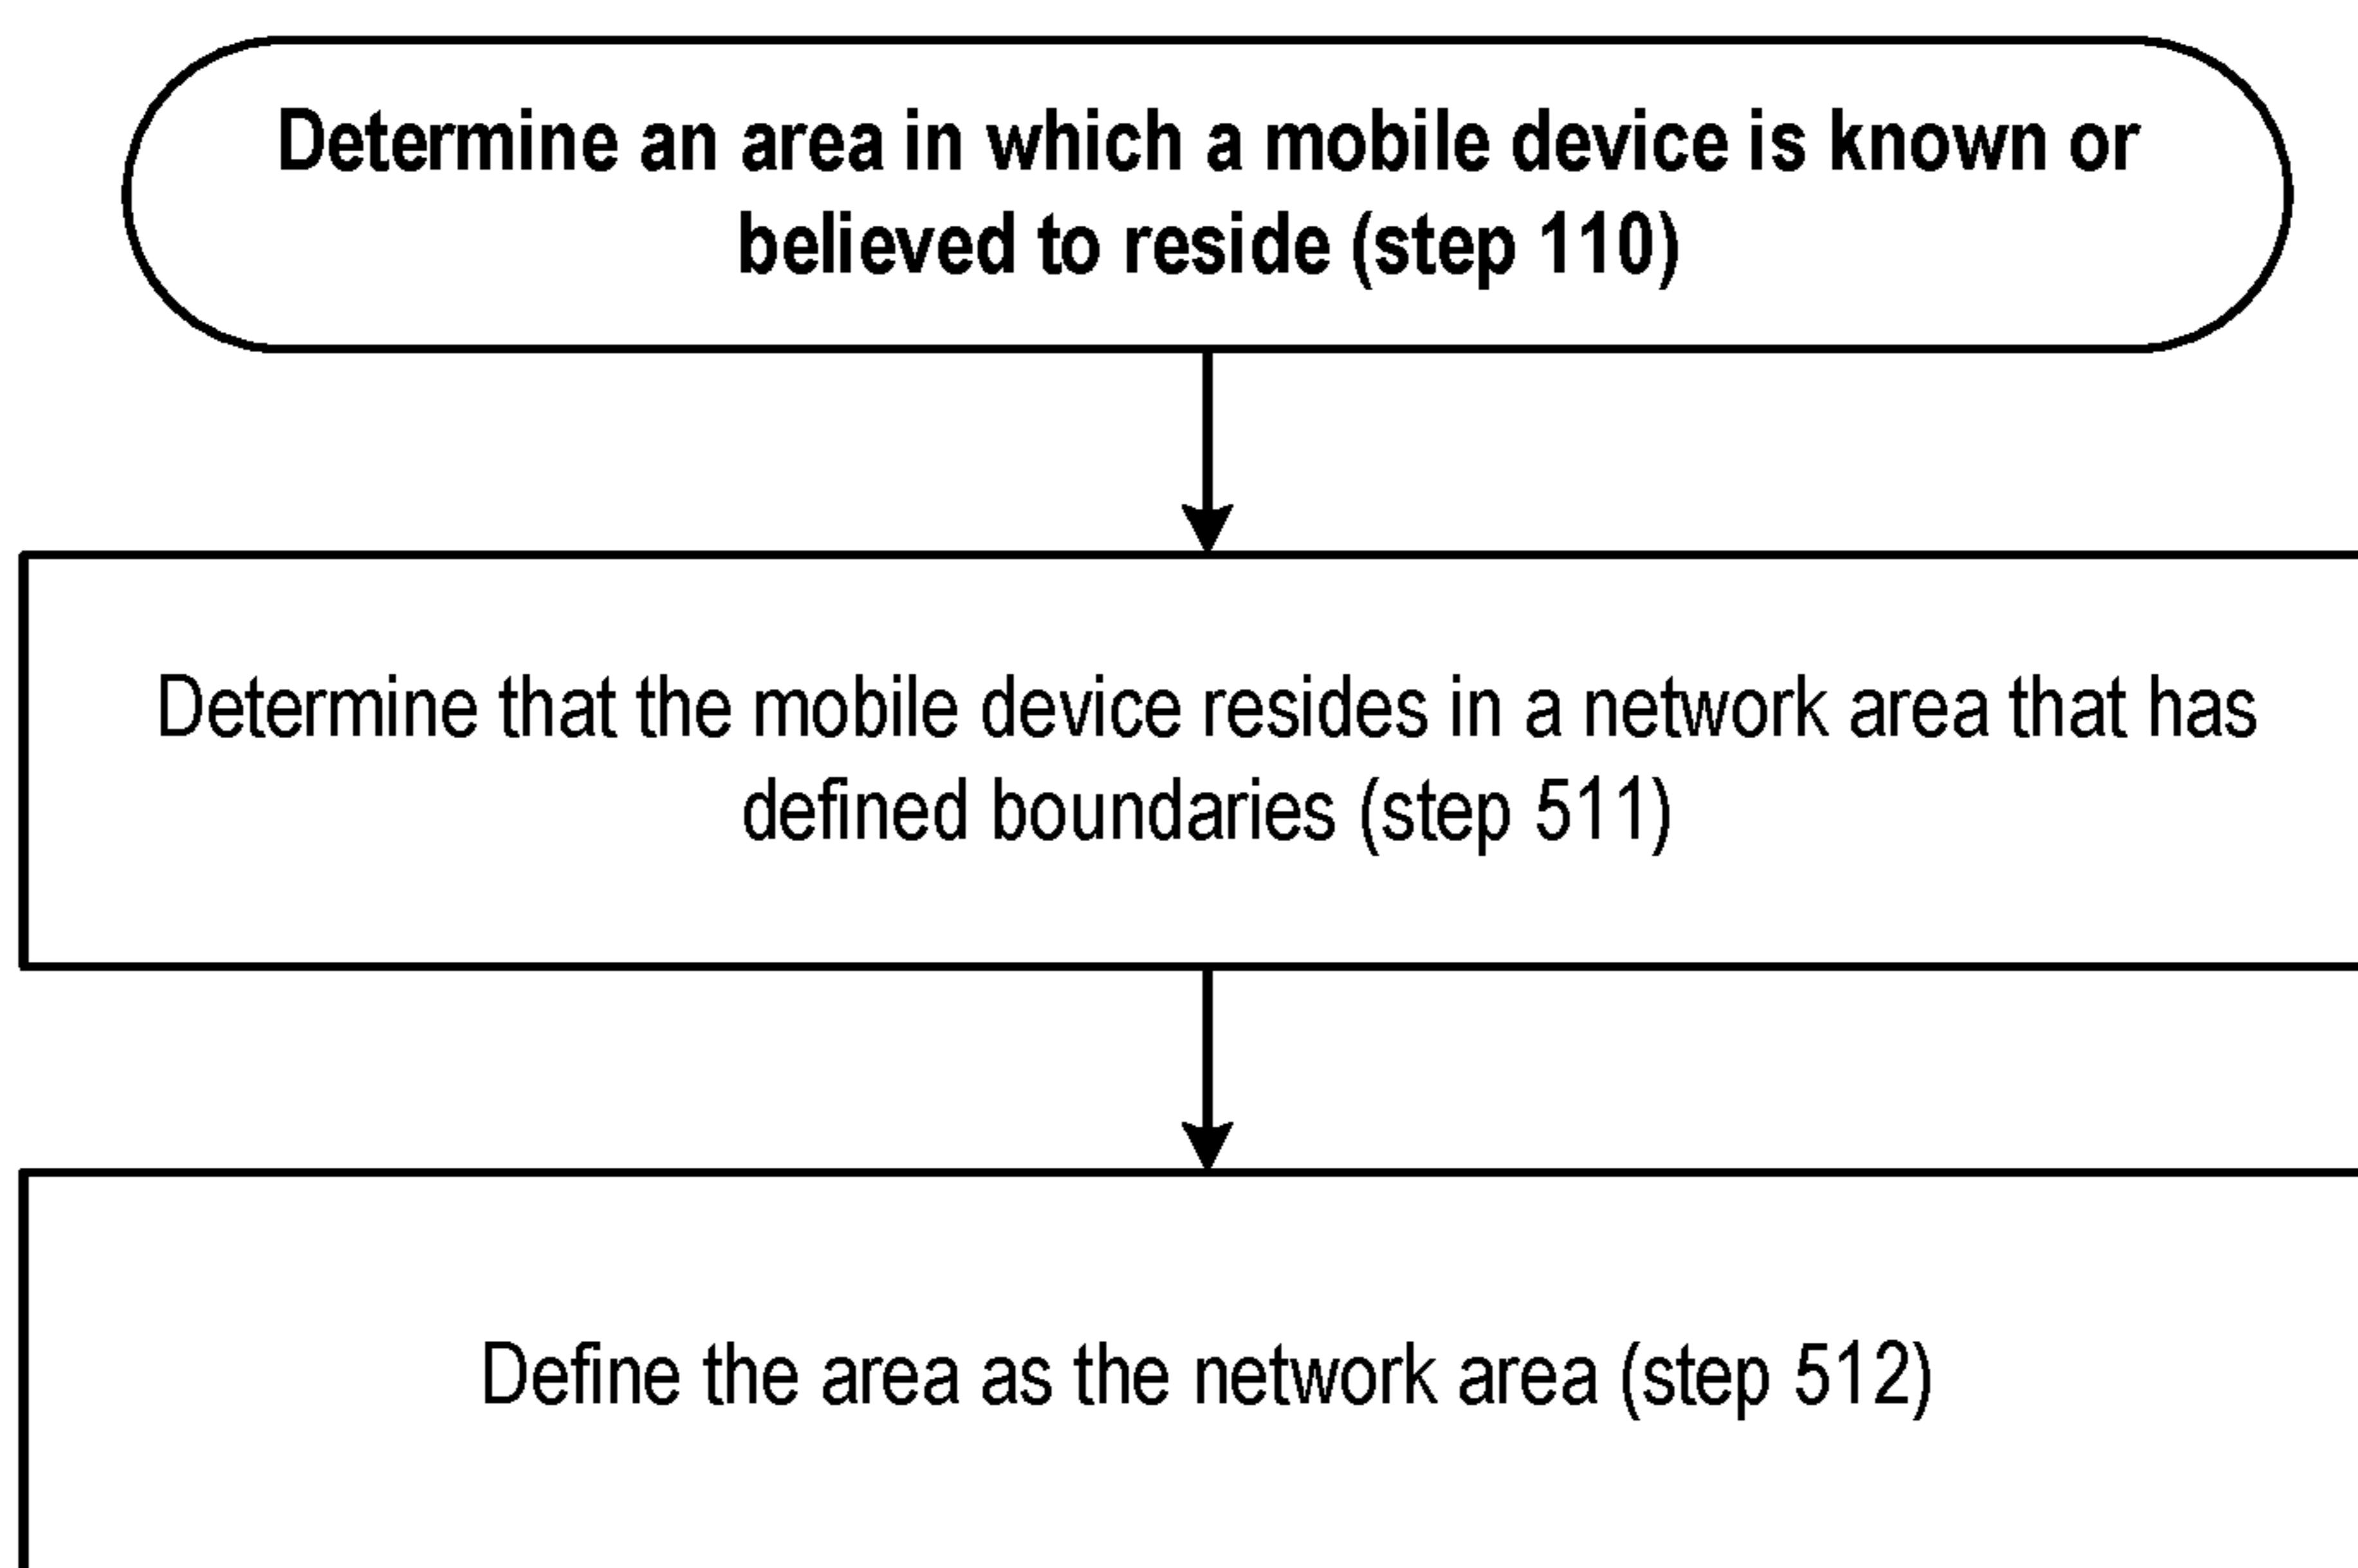 Determine an area in which a mobile device is known or
believed to reside (step 110)
Determine that the mobile device resides in a network area that has
defined boundaries (step 511)
Define the area as the network area (step 512)